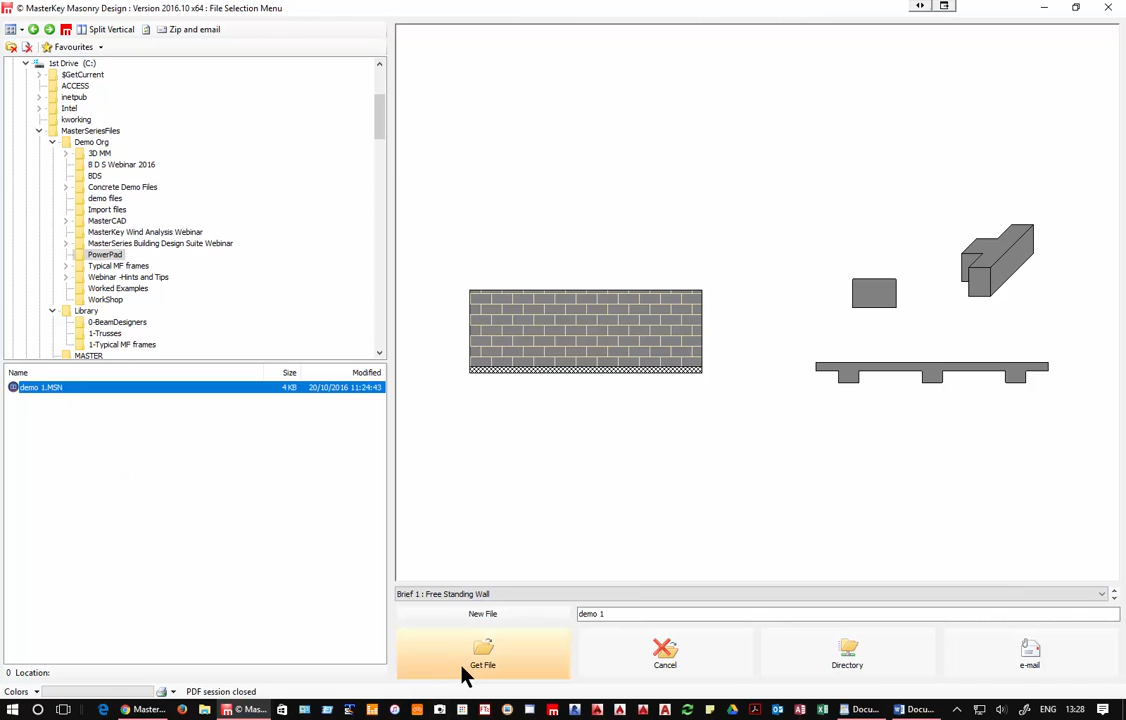 © MasterKey Masonry Design : Version 2016.10 x64 : File Selection Menu
Split Vertical
Zip and email
Favourites
1st Drive (C:)
$GetCurrent
ACCESS
inetpub
Intel
kworking
MasterSeriesFiles
Demo Org
3D MM
B D S Webinar 2016
BDS
Concrete Demo Files
demo files
Import files
MasterCAD
MasterKey Wind Analysis Webinar
MasterSeries Building Design Suite Webinar
PowerPad
Typical MF frames
Webinar -Hints and Tips
Worked Examples
WorkShop
Library
0-BeamDesigners
1-Trusses
1-Typical MF frames
MASTER
Name Size Modified
demo 1.MSN 4 KB 20/10/2016 11:24:43
Brief 1 : Free Standing Wall
New File demo 1
Get File Cancel Directory e-mail
0 Location:
Colors PDF session closed
Master... © Mas... Docu... Docu... ENG 13:28